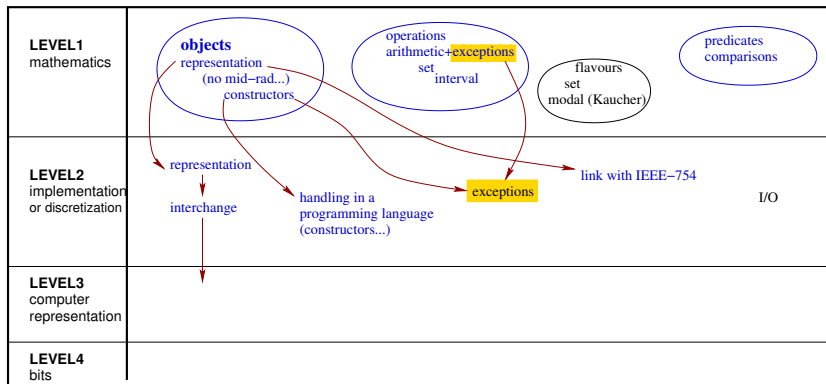 LEVEL1
mathematics
objects
representation
(no mid−rad...)
constructors
operations
arithmetic+exceptions
set
interval
flavours
set
modal (Kaucher)
predicates
comparisons
LEVEL2
implementation
or discretization
representation
interchange
handling in a
programming language
(constructors...)
exceptions
link with IEEE−754
I/O
LEVEL3
computer
representation
LEVEL4
bits